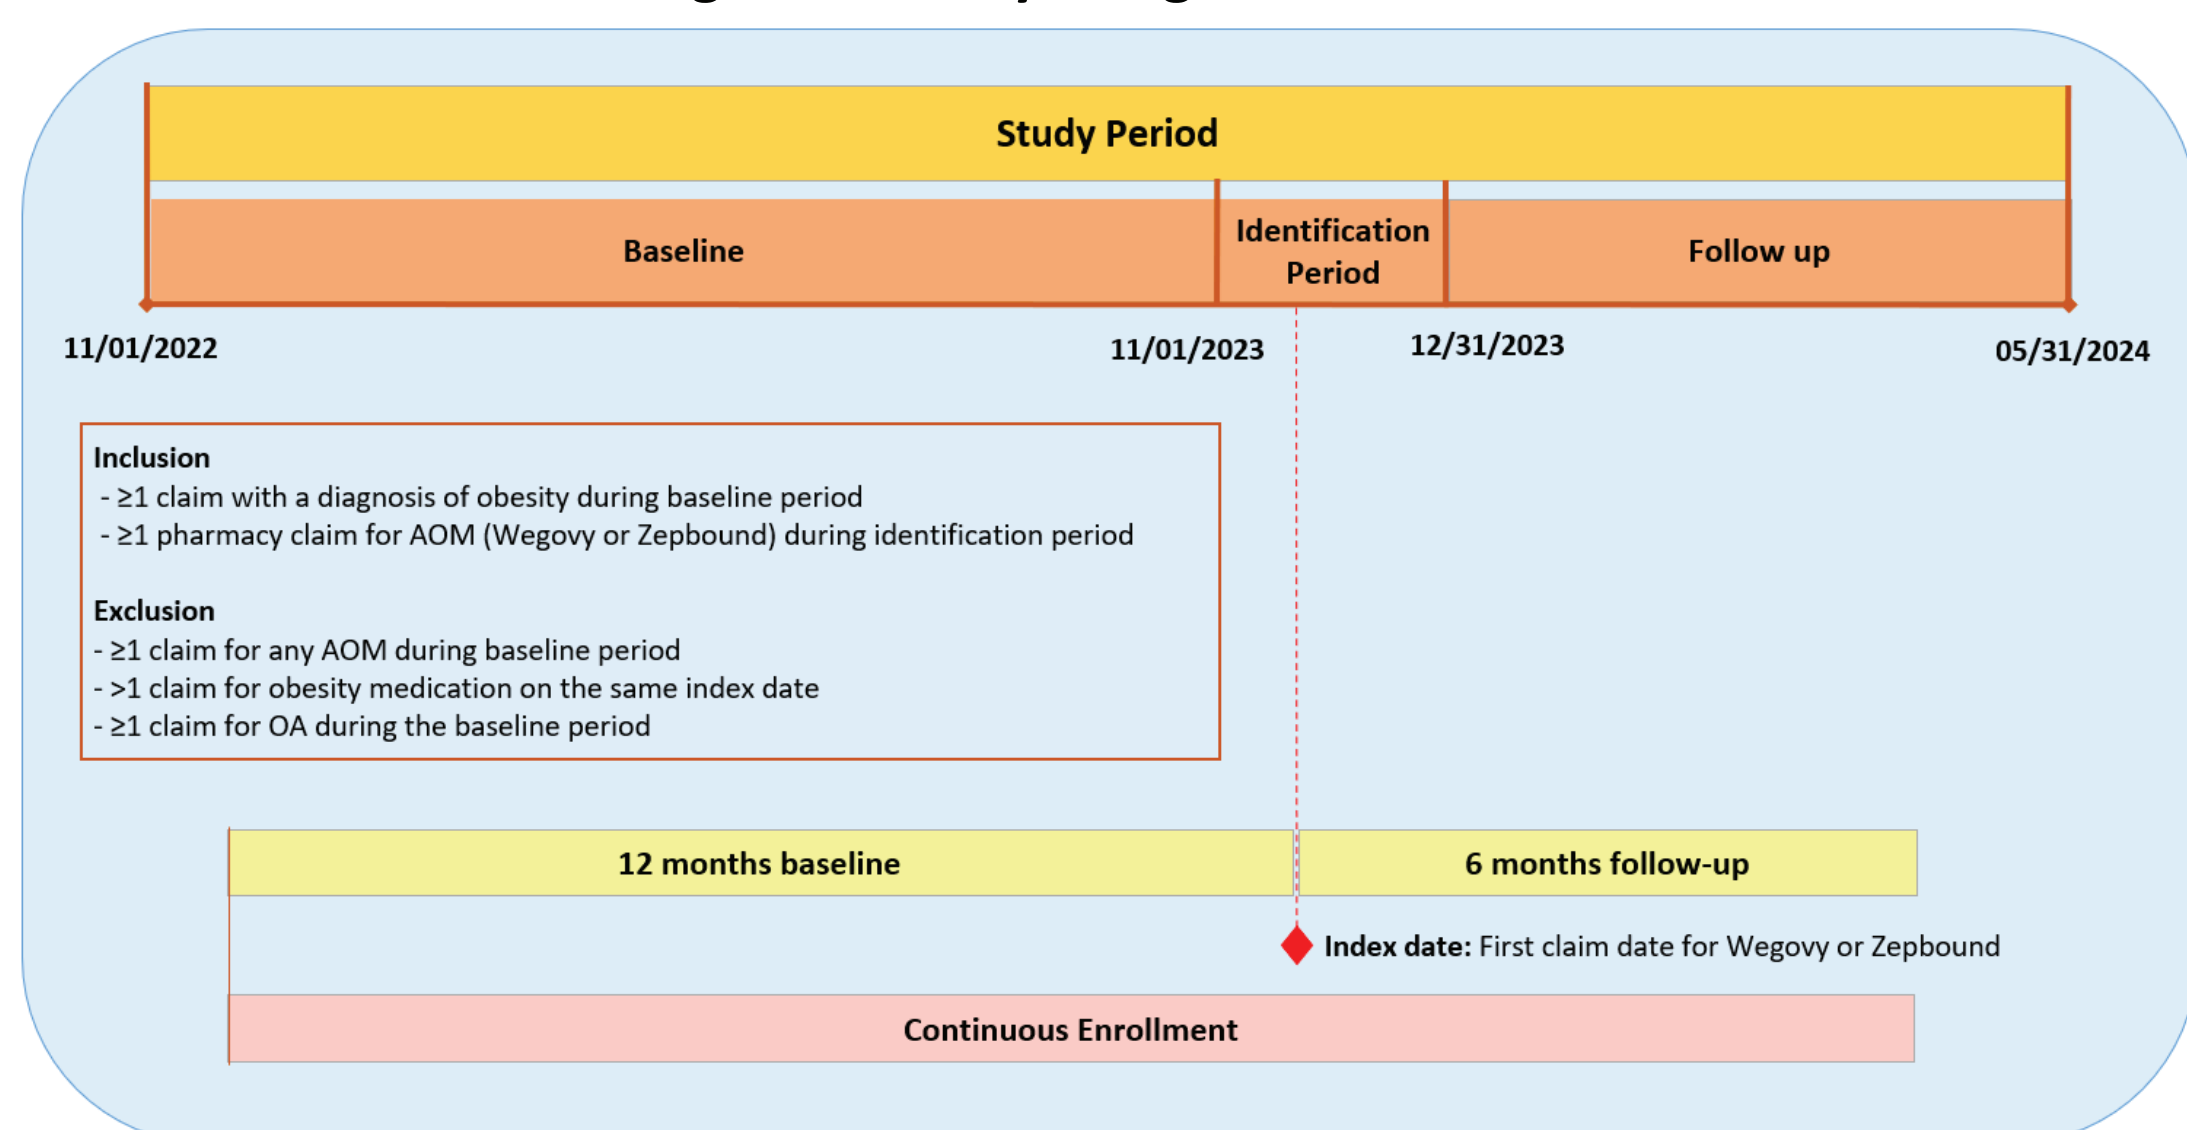 Study Period
Baseline
Identification
Period
Follow up
11/01/2022
11/01/2023
12/31/2023
05/31/2024
Inclusion
- ≥1 claim with a diagnosis of obesity during baseline period
- ≥1 pharmacy claim for AOM (Wegovy or Zepbound) during identification period
Exclusion
- ≥1 claim for any AOM during baseline period
- >1 claim for obesity medication on the same index date
- ≥1 claim for OA during the baseline period
12 months baseline
6 months follow-up
Index date: First claim date for Wegovy or Zepbound
Continuous Enrollment